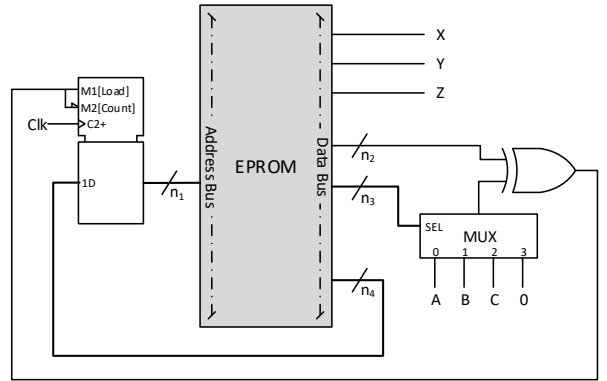 X
Y
Z
M1[Load]
M2[Count]
Clk
C2+
1D
n1
Address Bus
EPROM
Data Bus
n2
n3
n4
SEL
MUX
0 1 2 3
A B C 0